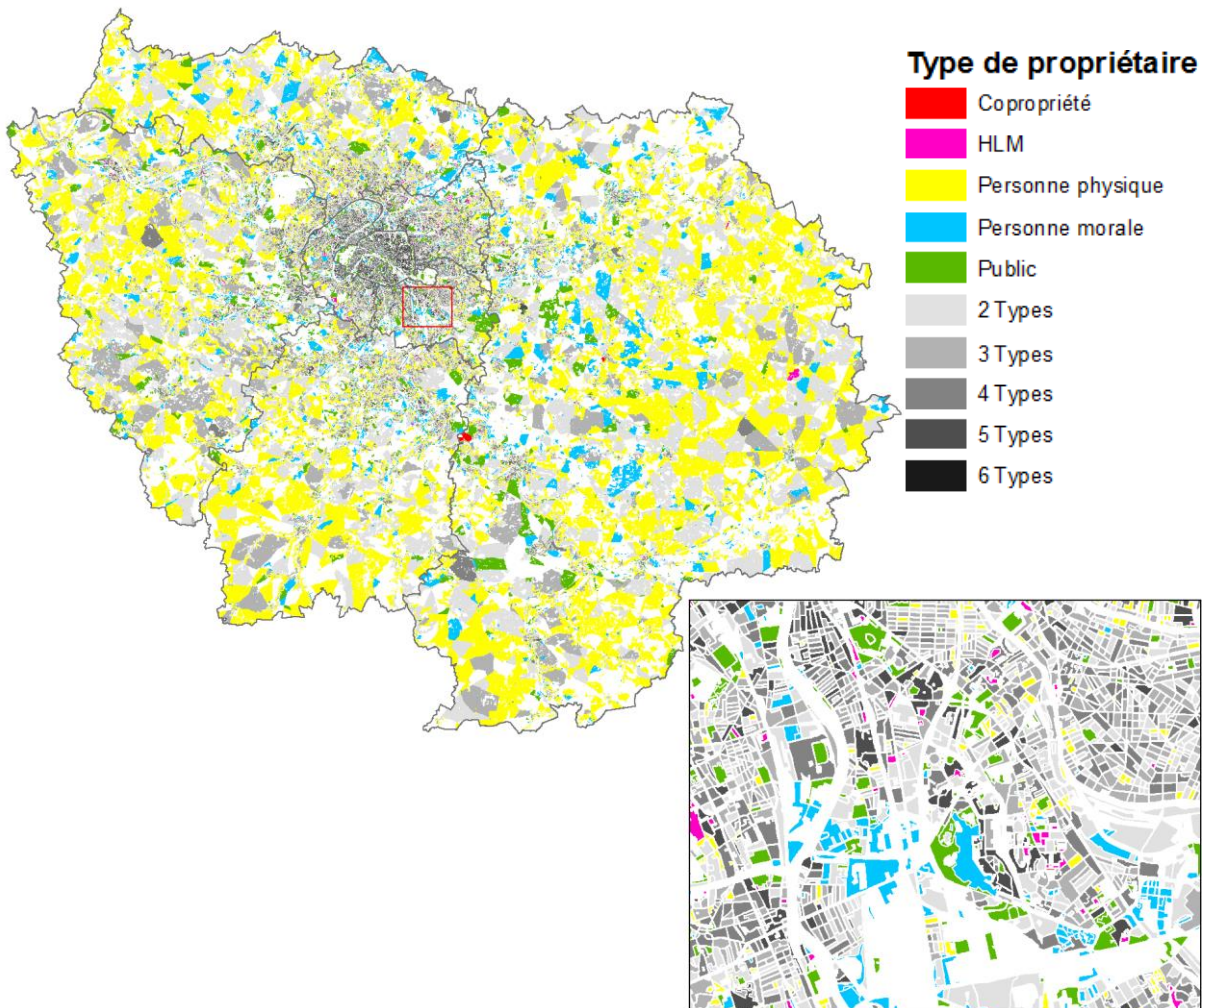 Type de propriétaire
Copropriété
HLM
Personne physique
Personne morale
Public
2 Types
3 Types
4 Types
5 Types
6 Types